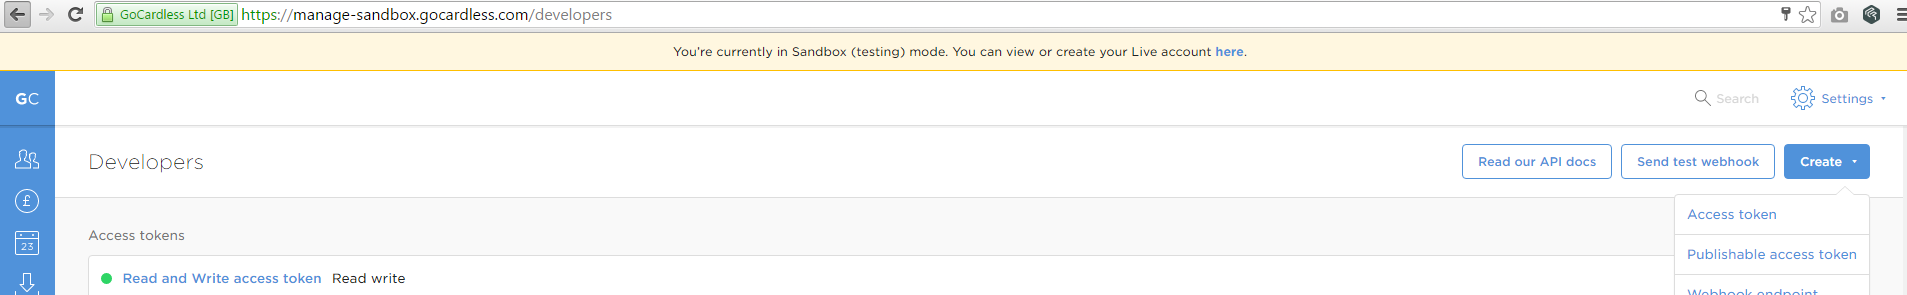 GoCardless Ltd [GB] https://manage-sandbox.gocardless.com/developers
You're currently in Sandbox (testing) mode. You can view or create your Live account here.
GC
Search
Settings
Developers
Read our API docs
Send test webhook
Create
Access token
Publishable access token
Webhook endpoint
Access tokens
Read and Write access token Read write
23
£